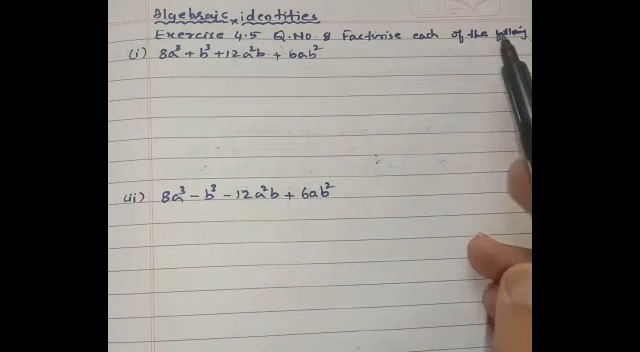 Algebraic identities
Exercise 4.5 Q.No 8 Factorise each of the following
(i) 8a³ + b³ + 12a²b + 6ab²
(ii) 8a³ - b³ - 12a²b + 6ab²